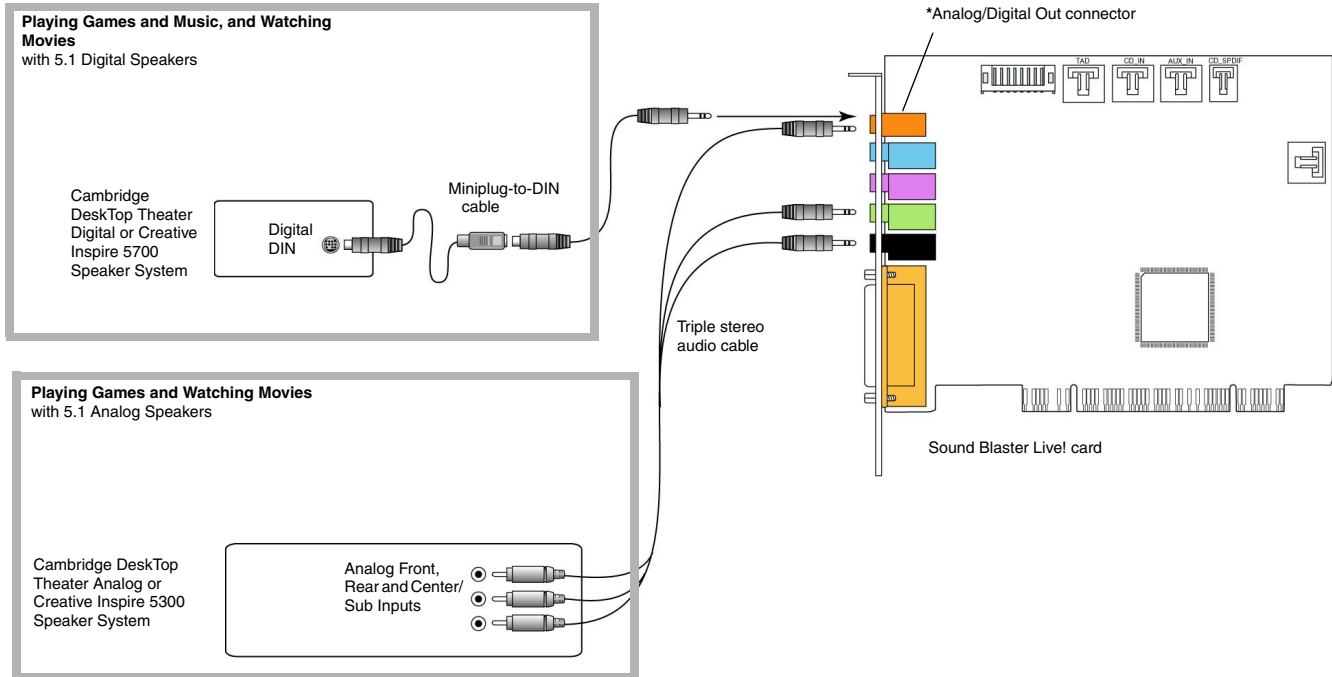 Playing Games and Music, and Watching
Movies
with 5.1 Digital Speakers
Cambridge
DeskTop Theater
Digital or Creative
Inspire 5700
Speaker System
Digital
DIN
Miniplug-to-DIN
cable
*Analog/Digital Out connector
TAD
CD_IN
AUX_IN
CD_SPDIF
Triple stereo
audio cable
Sound Blaster Live! card
Playing Games and Watching Movies
with 5.1 Analog Speakers
Cambridge DeskTop
Theater Analog or
Creative Inspire 5300
Speaker System
Analog Front,
Rear and Center/
Sub Inputs